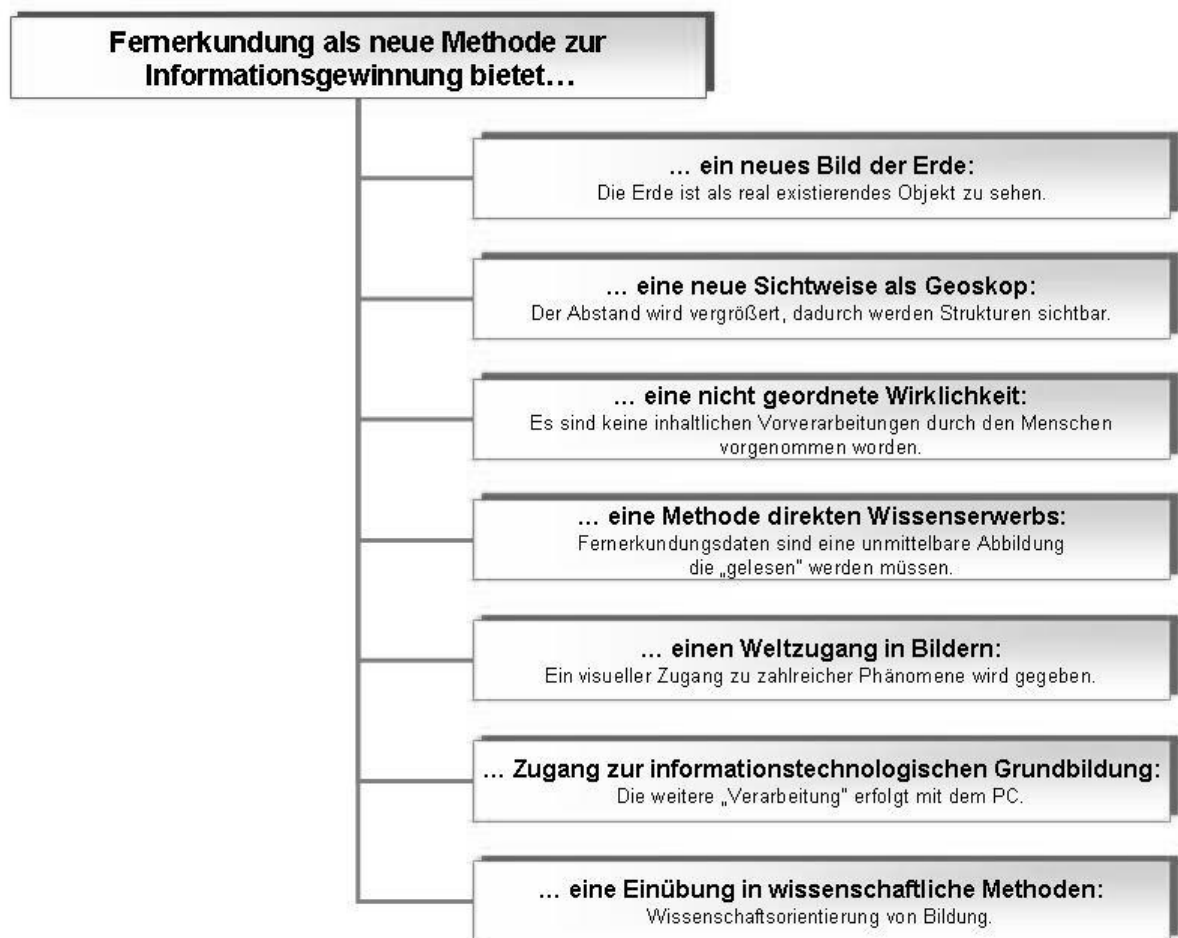 Fernerkundung als neue Methode zur
Informationsgewinnung bietet…
… ein neues Bild der Erde:
Die Erde ist als real existierendes Objekt zu sehen.
… eine neue Sichtweise als Geoskop:
Der Abstand wird vergrößert, dadurch werden Strukturen sichtbar.
… eine nicht geordnete Wirklichkeit:
Es sind keine inhaltlichen Vorverarbeitungen durch den Menschen
vorgenommen worden.
… eine Methode direkten Wissenserwerbs:
Fernerkundungsdaten sind eine unmittelbare Abbildung
die „gelesen“ werden müssen.
… einen Weltzugang in Bildern:
Ein visueller Zugang zu zahlreicher Phänomene wird gegeben.
… Zugang zur informationstechnologischen Grundbildung:
Die weitere „Verarbeitung“ erfolgt mit dem PC.
… eine Einübung in wissenschaftliche Methoden:
Wissenschaftsorientierung von Bildung.